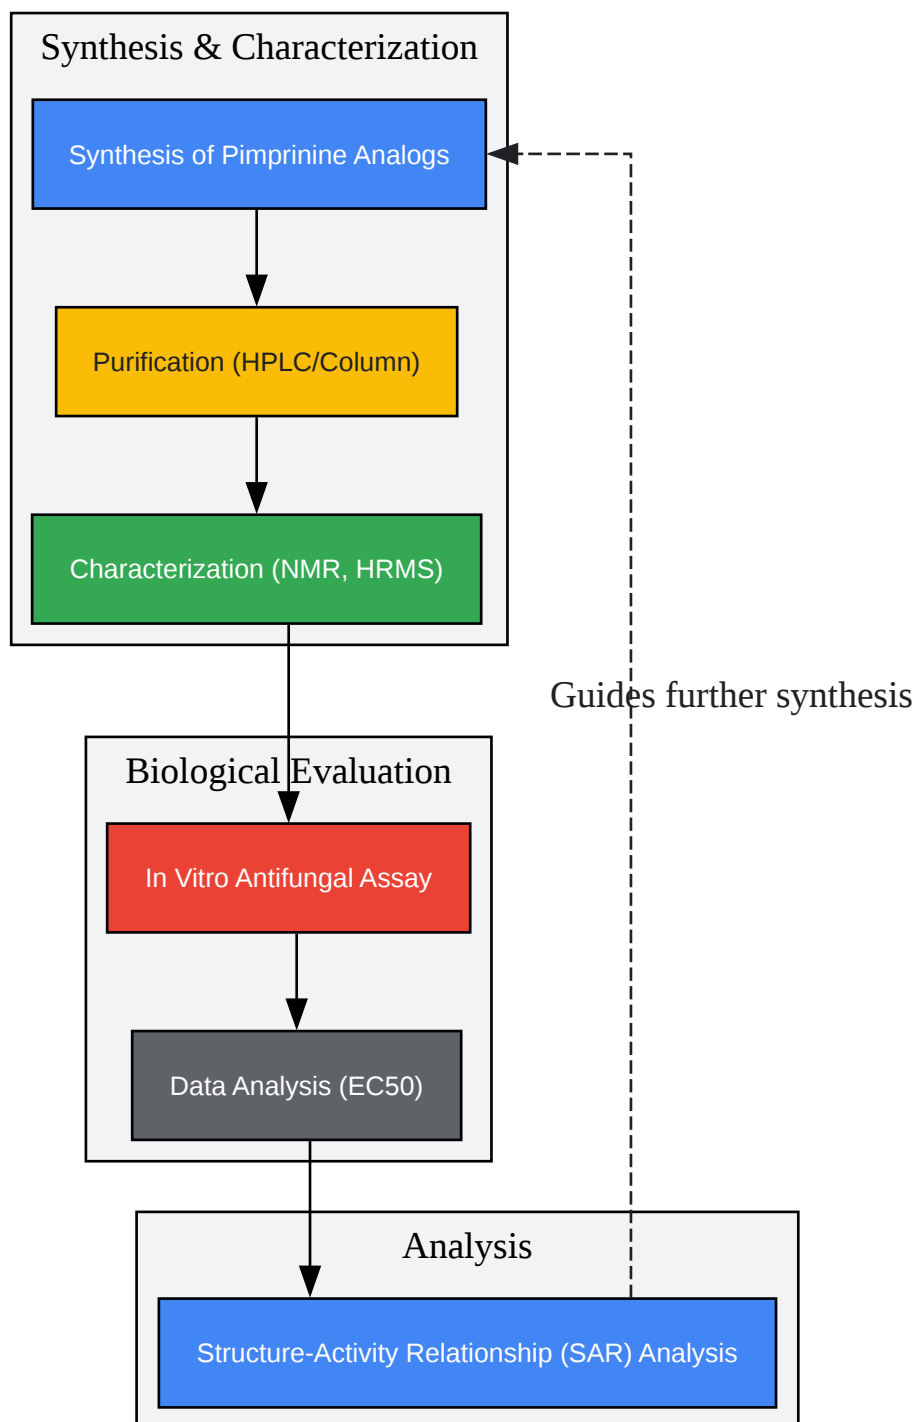 Synthesis & Characterization
Synthesis of Pimprinine Analogs
Purification (HPLC/Column)
Characterization (NMR, HRMS)
Guides further synthesis
Biological Evaluation
In Vitro Antifungal Assay
Data Analysis (EC50)
Analysis
Structure-Activity Relationship (SAR) Analysis